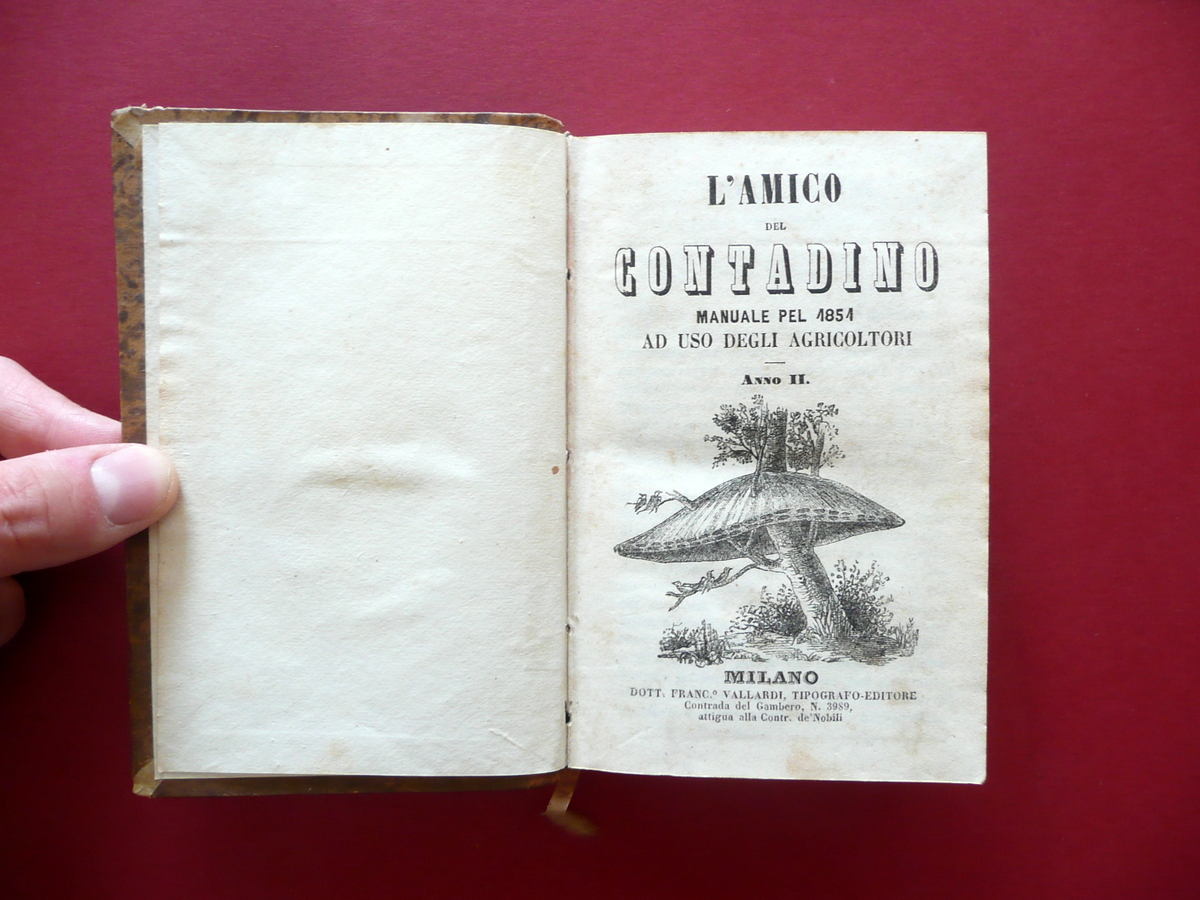 L'AMICO
DEL
CONTADINO
MANUALE PEL 1851
AD USO DEGLI AGRICOLTORI
ANNO II.
MILANO
DOTT. FRANC.º VALLARDI, TIPOGRAFO-EDITORE
Contrada del Gambero, N. 3989,
attigua alla Contr. de'Nobili